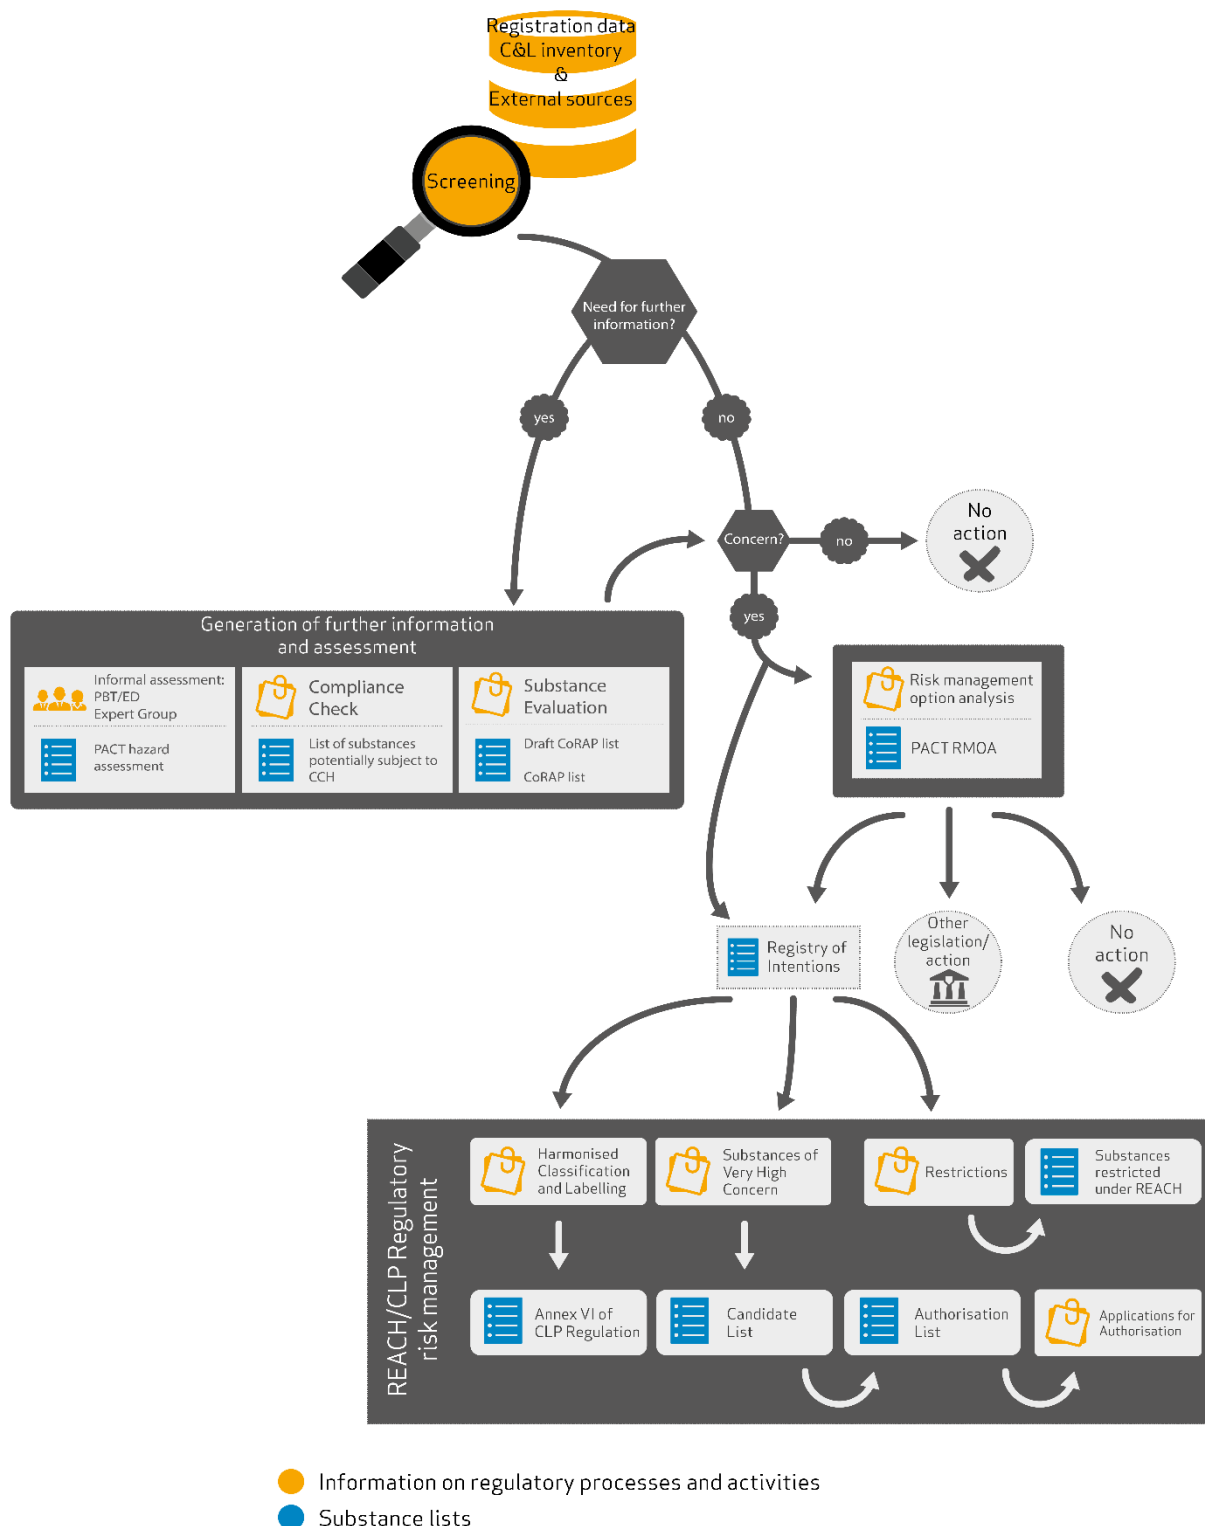 Registration data
C&L inventory
&
External sources
Screening
Need for further
information?
yes
no
Concern?
no
No
action
yes
Generation of further information
and assessment
Informal assessment:
PBT/ED
Expert Group
PACT hazard
assessment
Compliance
Check
List of substances
potentially subject to
CCH
Substance
Evaluation
Draft CoRAP list
CoRAP list
Risk management
option analysis
PACT RMOA
Registry of
Intentions
Other
legislation/
action
No
action
REACH/CLP Regulatory
risk management
Harmonised
Classification
and Labelling
Substances of
Very High
Concern
Restrictions
Substances
restricted
under REACH
Annex VI of
CLP Regulation
Candidate
List
Authorisation
List
Applications for
Authorisation
Information on regulatory processes and activities
Substance lists